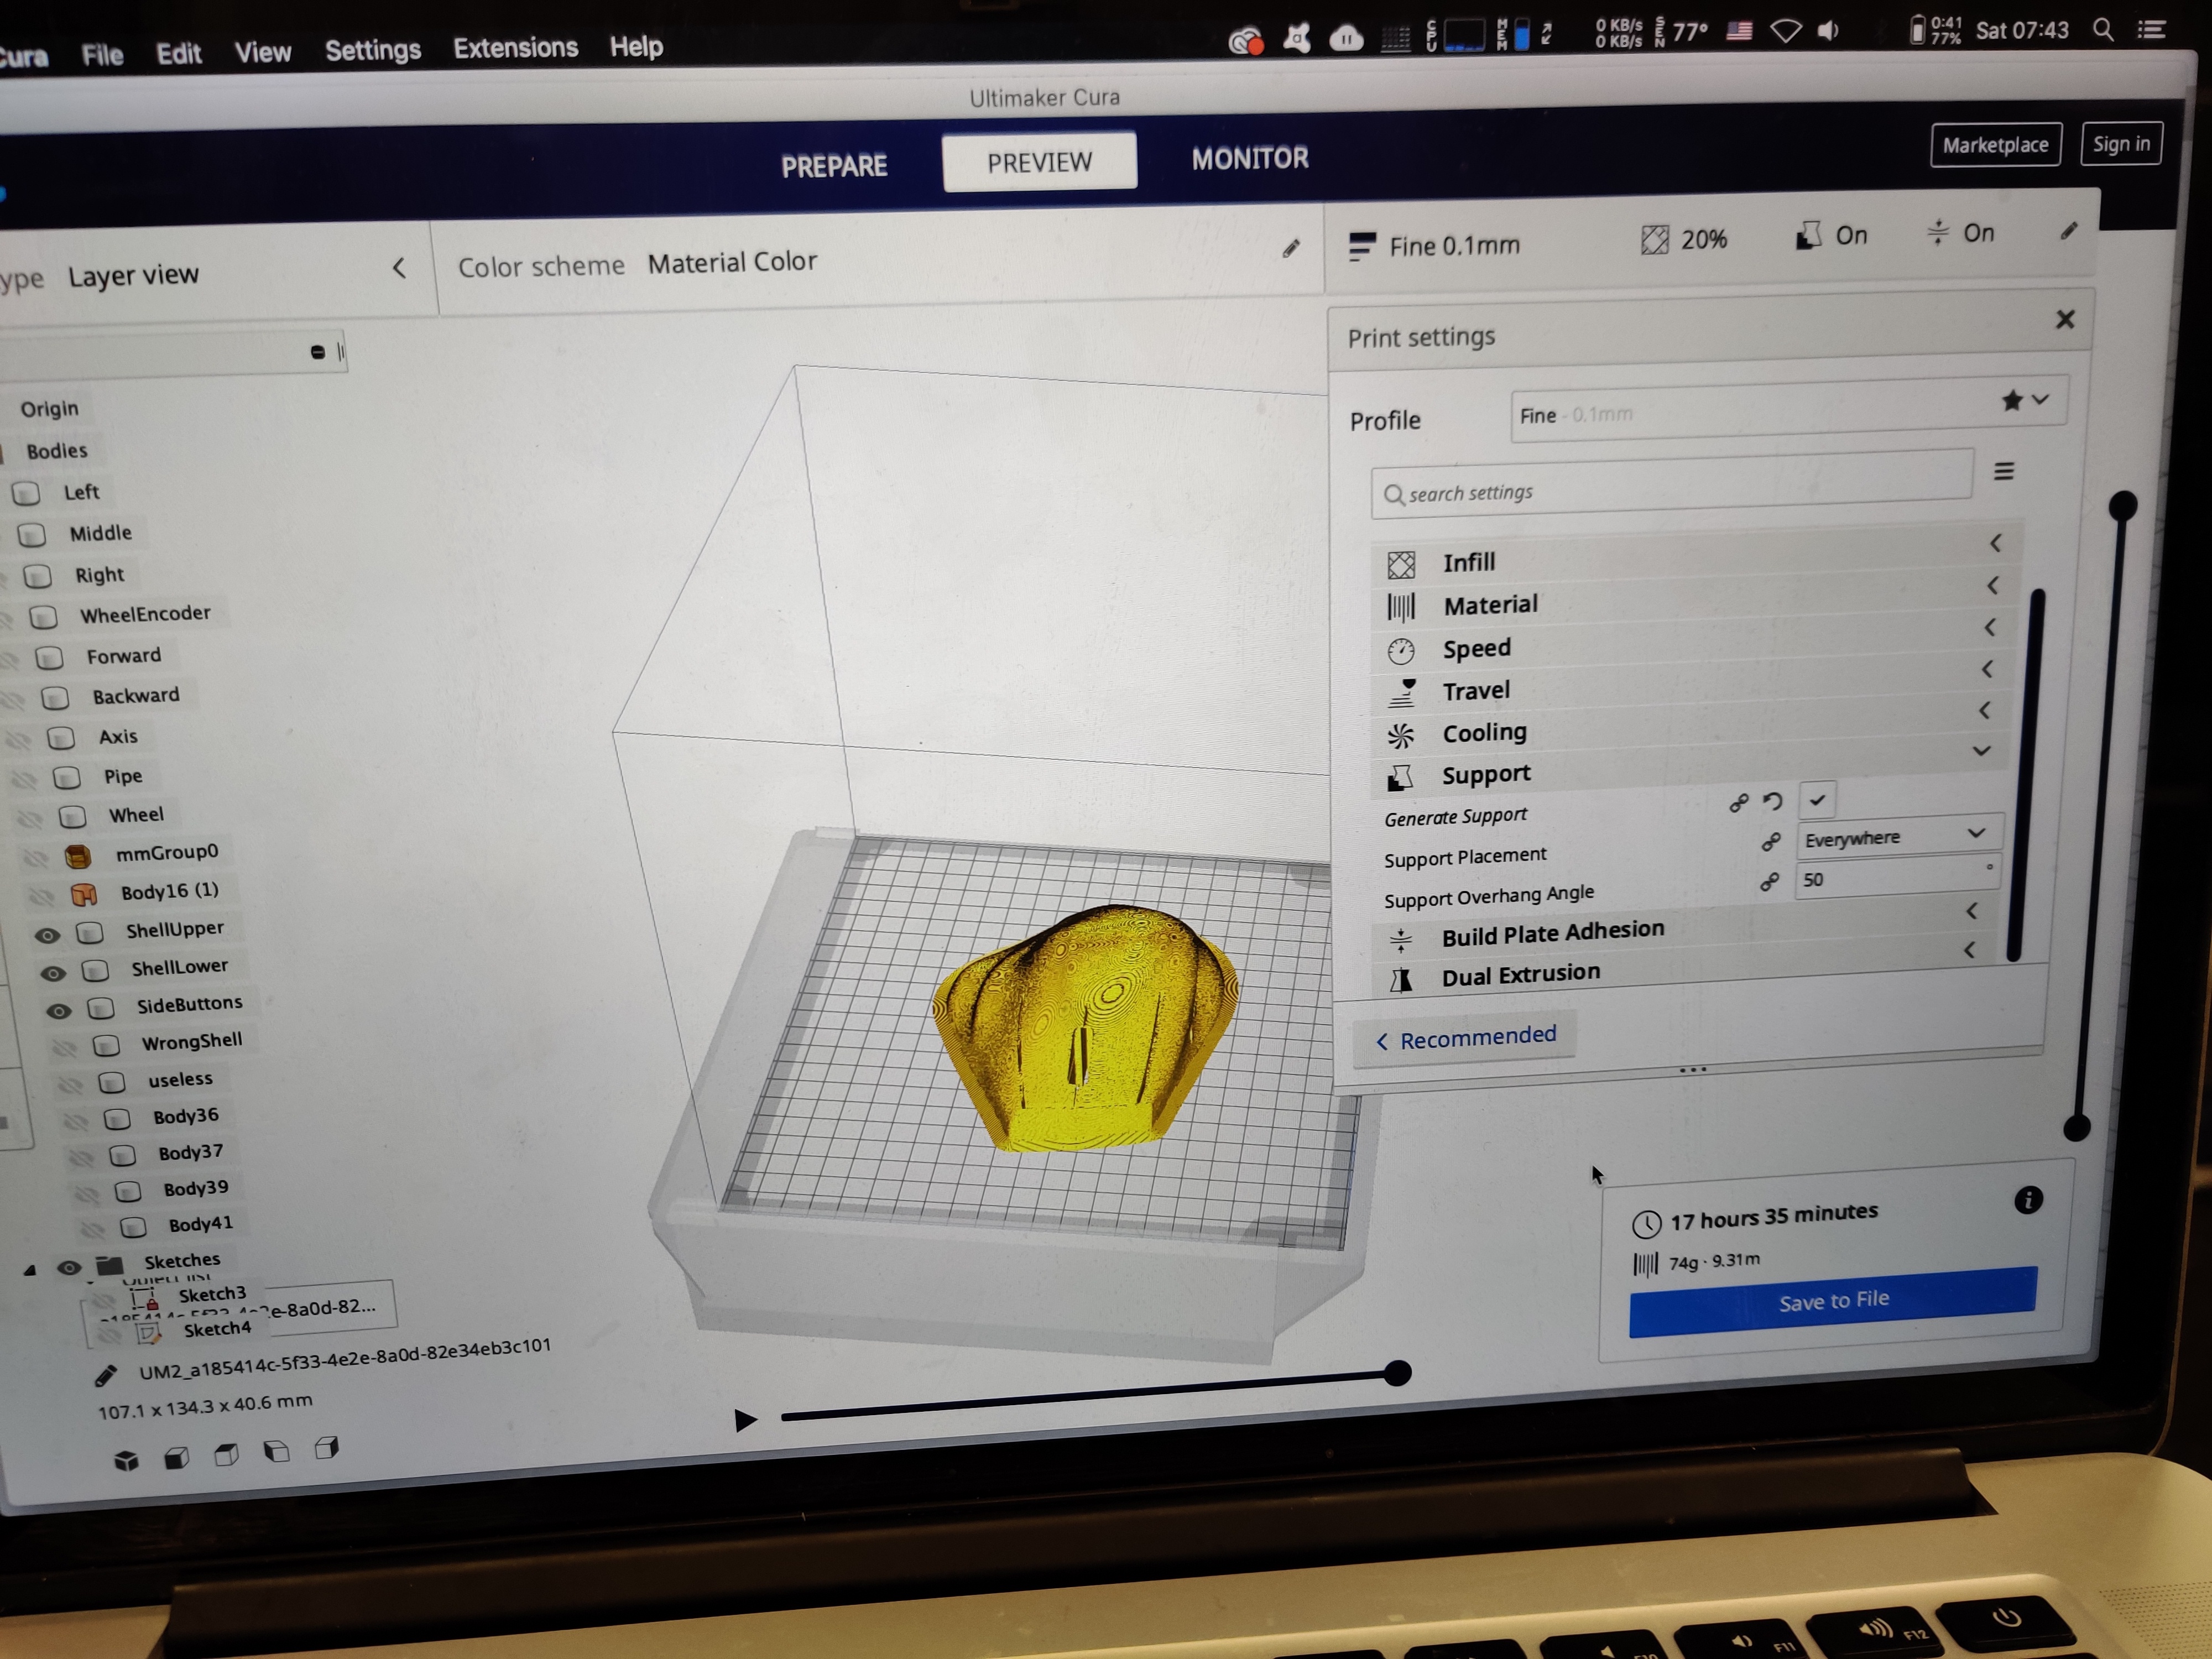 Cura File Edit View Settings Extensions Help
CPU MEM 0 KB/s 0 KB/s SEN 77° 0:41 77% Sat 07:43
Ultimaker Cura
PREPARE PREVIEW MONITOR Marketplace Sign in
ype Layer view Color scheme Material Color Fine 0.1mm 20% On On
Print settings
Profile Fine - 0.1mm
search settings
Infill
Material
Speed
Travel
Cooling
Support
Generate Support
Support Placement Everywhere
Support Overhang Angle 50 °
Build Plate Adhesion
Dual Extrusion
Recommended
Origin
Bodies
Left
Middle
Right
WheelEncoder
Forward
Backward
Axis
Pipe
Wheel
mmGroup0
Body16 (1)
ShellUpper
ShellLower
SideButtons
WrongShell
useless
Body36
Body37
Body39
Body41
Sketches
Object list
Sketch3
e-8a0d-82...
Sketch4
UM2_a185414c-5f33-4e2e-8a0d-82e34eb3c101
107.1 x 134.3 x 40.6 mm
17 hours 35 minutes
74g · 9.31m
Save to File
F10 F11 F12